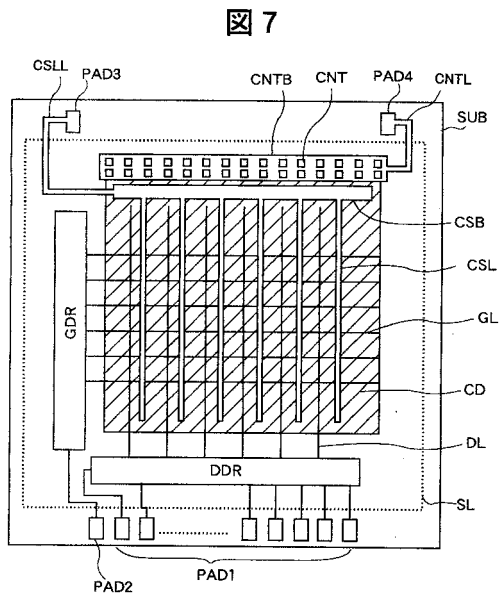 図7
CSLL
PAD3
CNTB
CNT
PAD4
CNTL
SUB
CSB
CSL
GL
CD
DL
SL
GDR
DDR
PAD2
PAD1